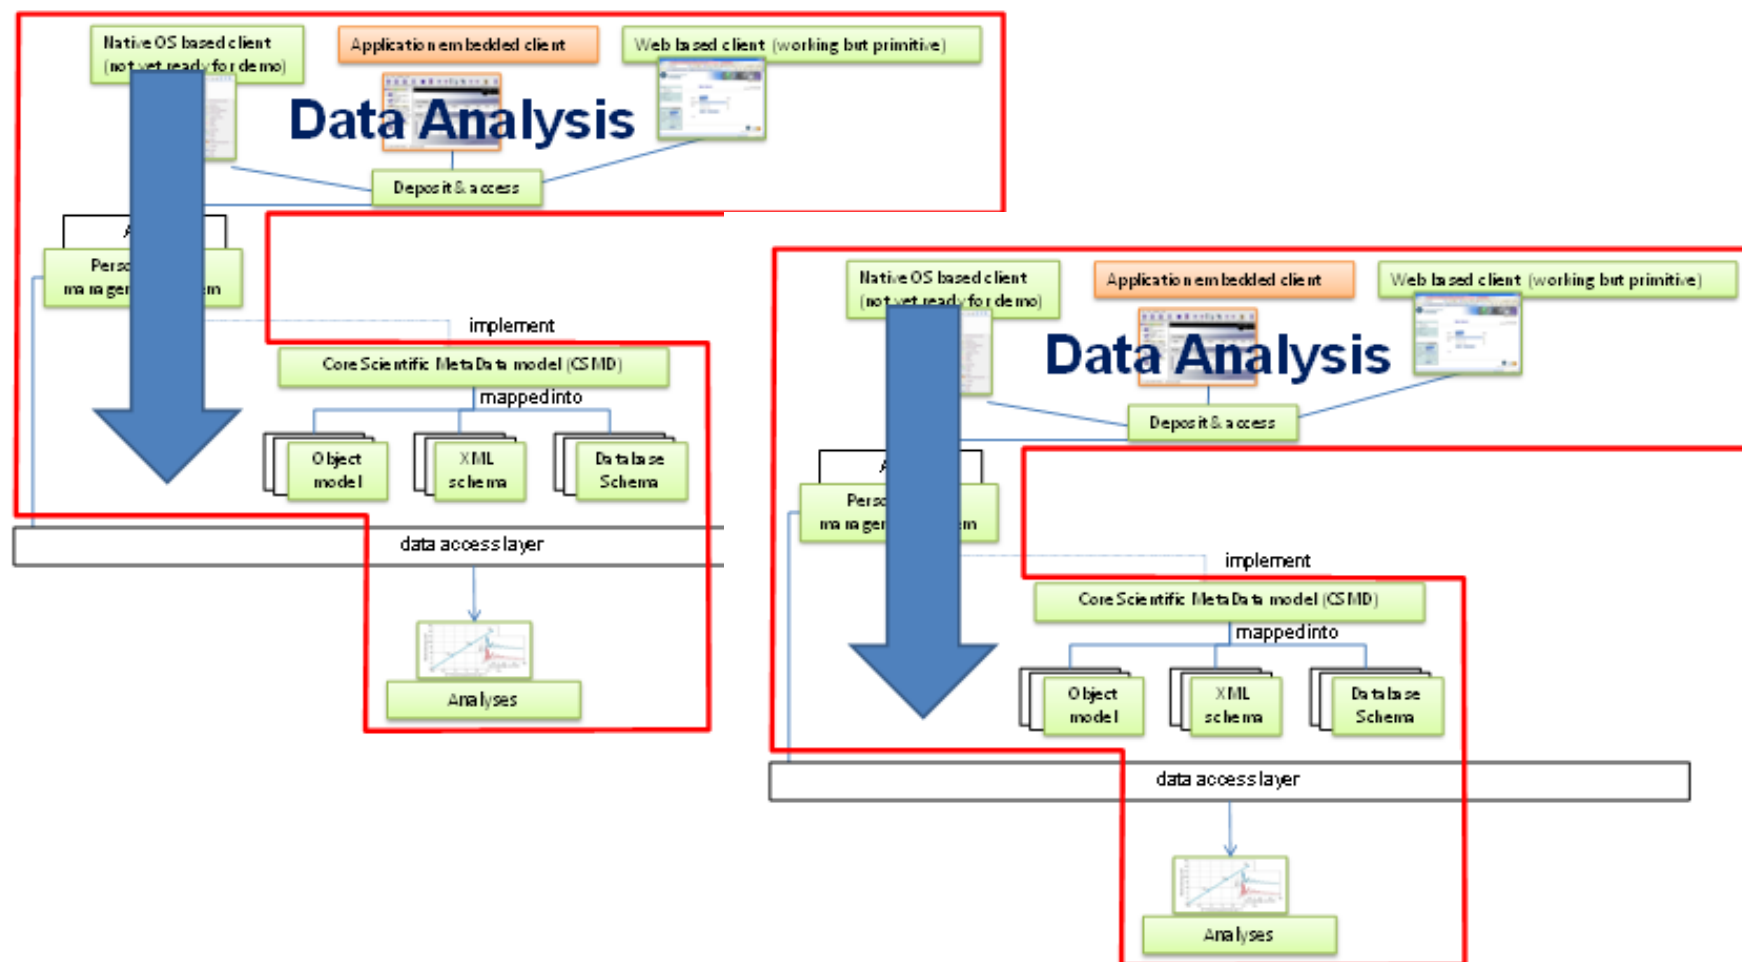 Native OS based client
(not yet ready for demo)
Application embedded client
Web based client (working but primitive)
Data Analysis
Deposit & access
implement
Core Scientific MetaData model (CSMD)
mapped into
Object
model
XML
schema
Database
Schema
data access layer
Analyses
Native OS based client
(not yet ready for demo)
Application embedded client
Web based client (working but primitive)
Data Analysis
Deposit & access
implement
Core Scientific MetaData model (CSMD)
mapped into
Object
model
XML
schema
Database
Schema
data access layer
Analyses